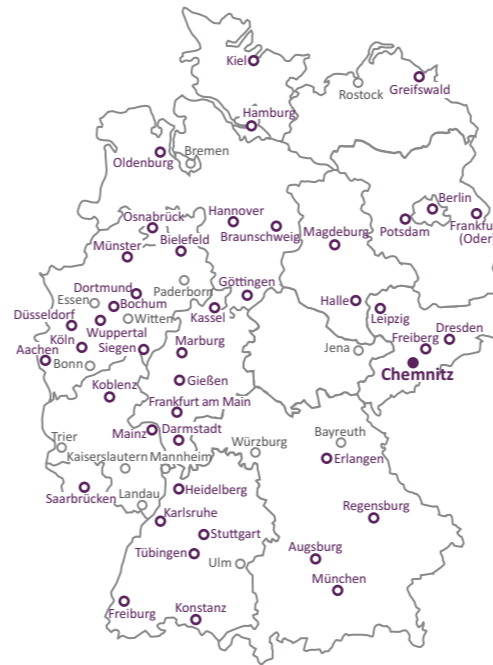 Kiel
Greifswald
Rostock
Hamburg
Bremen
Oldenburg
Berlin
Osnabrück
Hannover
Braunschweig
Magdeburg
Potsdam
Frankfu
(Oder)
Münster
Bielefeld
Göttingen
Paderborn
Dortmund
Essen
Bochum
Halle
Düsseldorf
Witten
Kassel
Leipzig
Wuppertal
Dresden
Freiberg
Köln
Siegen
Marburg
Jena
Aachen
Bonn
Chemnitz
Gießen
Koblenz
Frankfurt am Main
Mainz
Darmstadt
Würzburg
Bayreuth
Trier
Kaiserslautern
Mannheim
Erlangen
Saarbrücken
Heidelberg
Landau
Regensburg
Karlsruhe
Stuttgart
Tübingen
Augsburg
Ulm
München
Freiburg
Konstanz